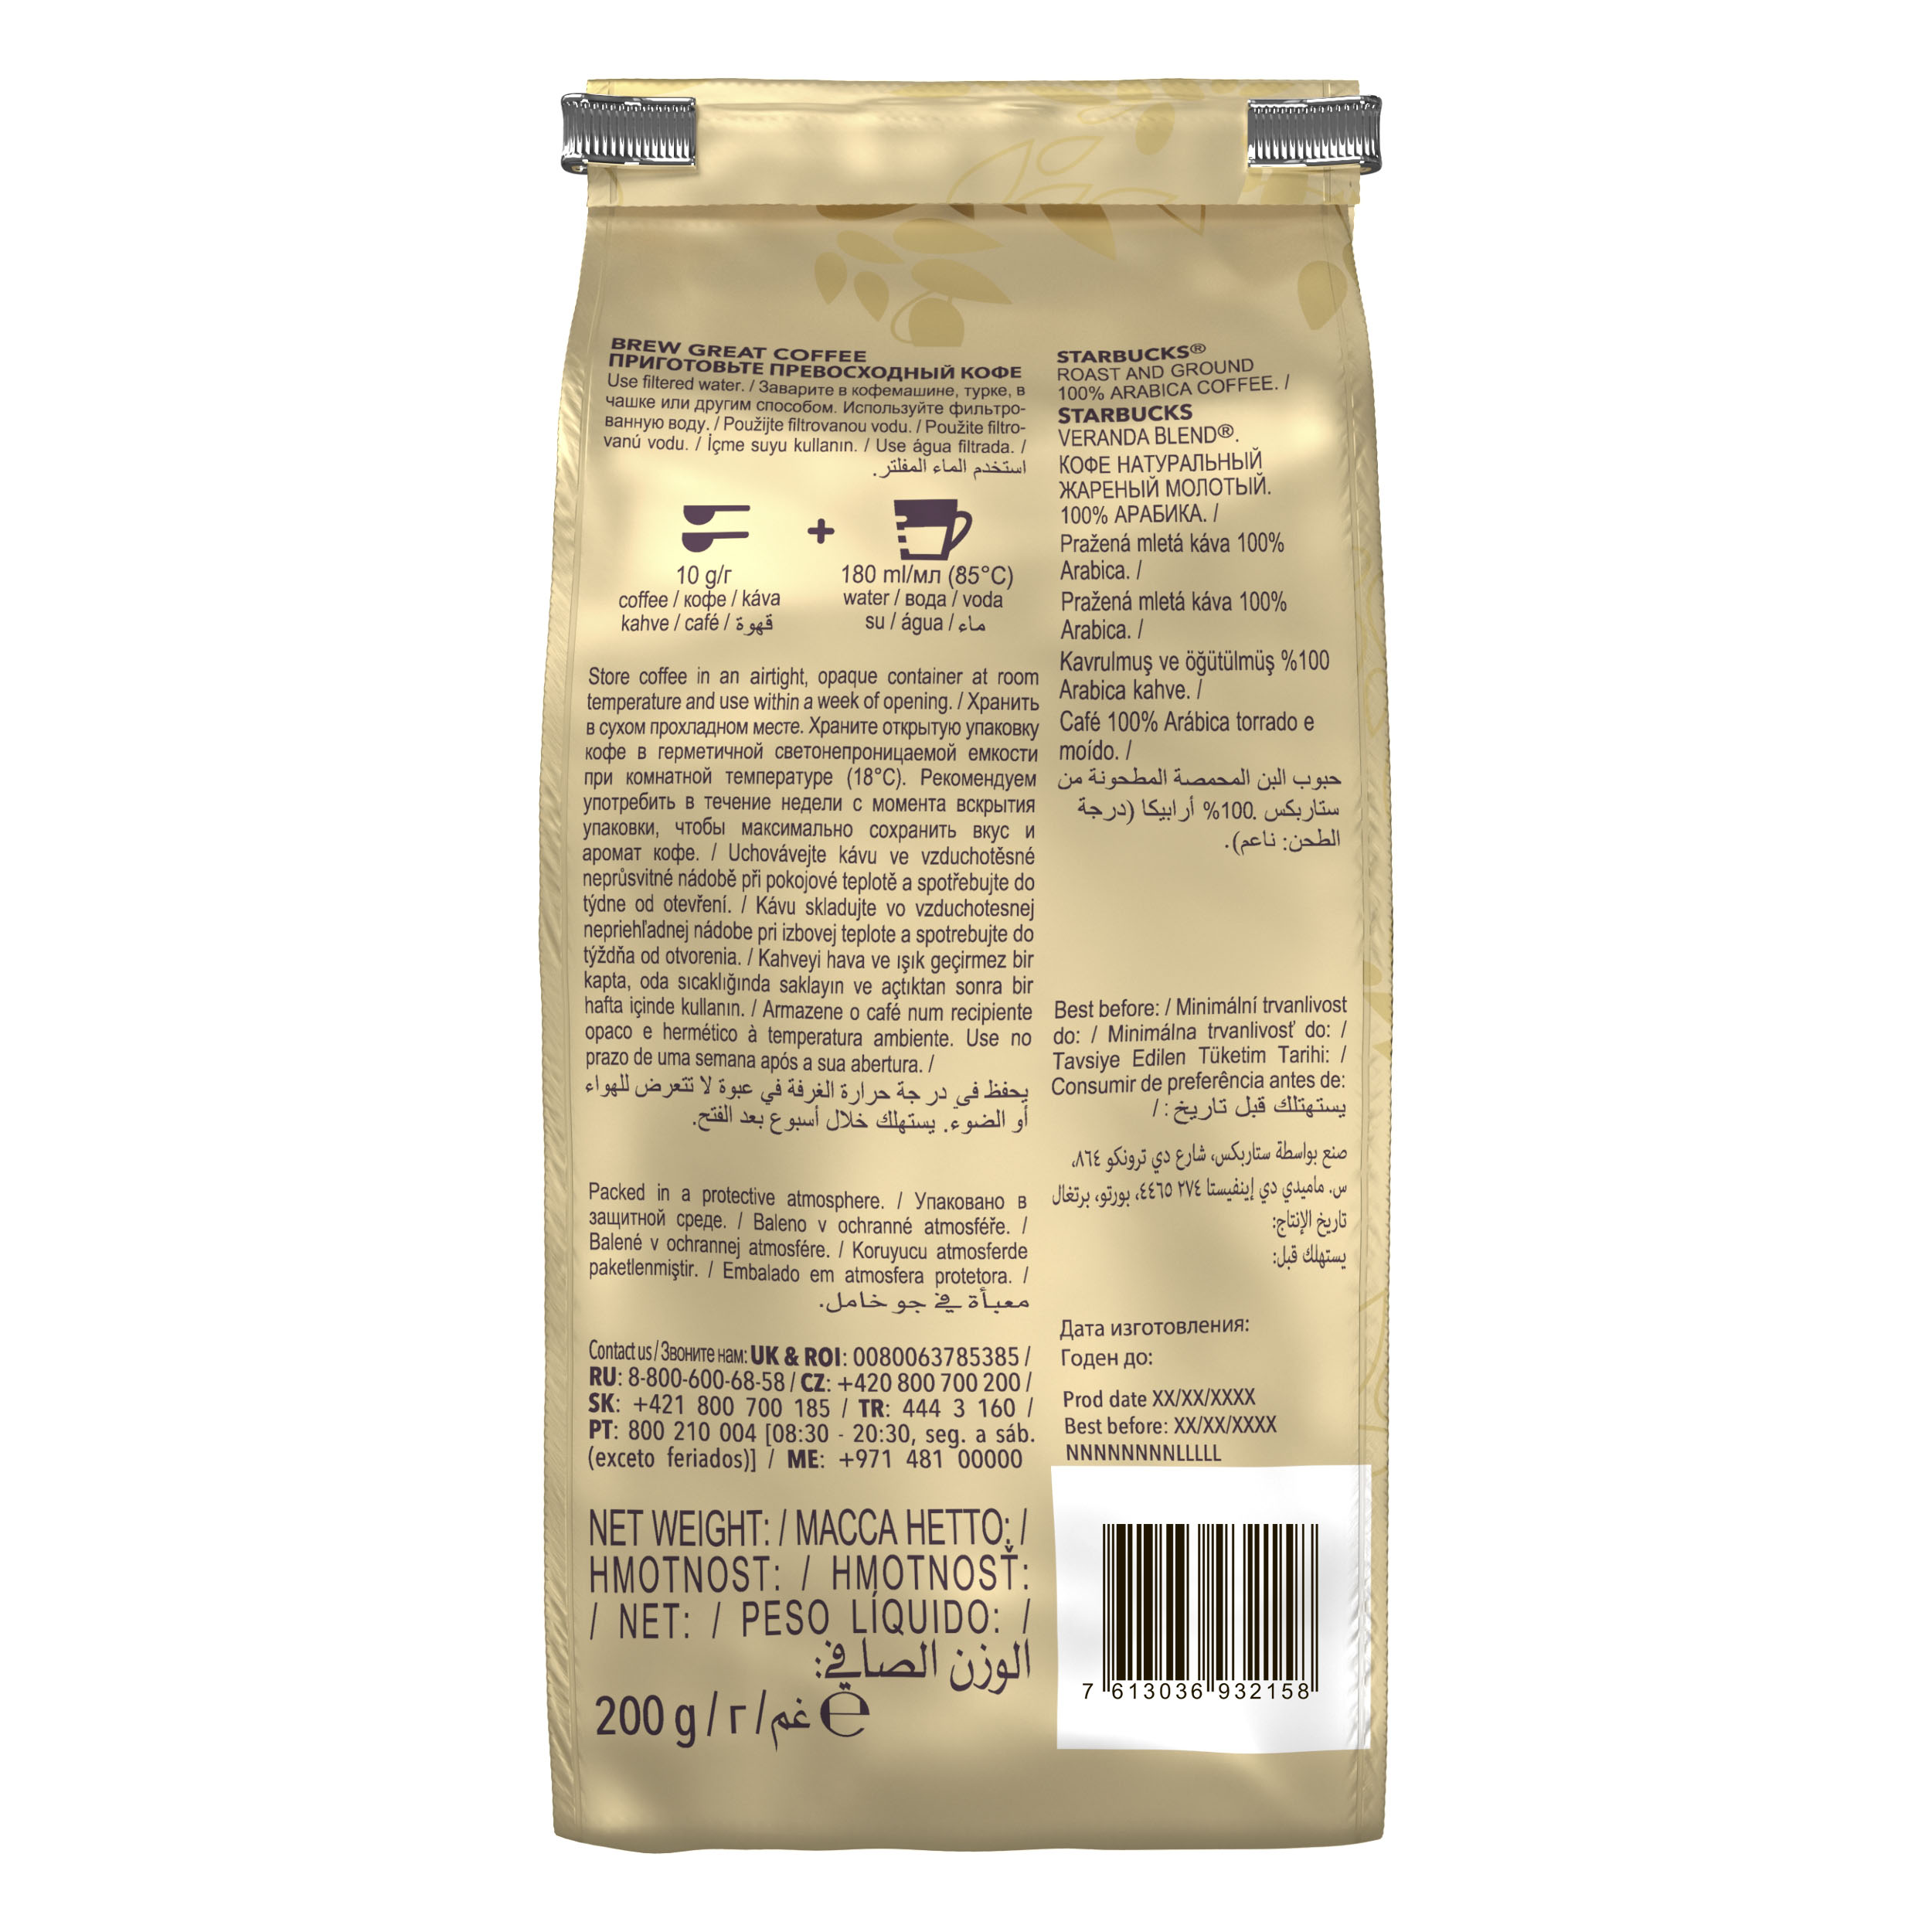 BREW GREAT COFFEE
ПРИГОТОВЬТЕ ПРЕВОСХОДНЫЙ КОФЕ
Use filtered water. / Заварите в кофемашине, турке, в
чашке или другим способом. Используйте фильтро-
ванную воду. / Použijte filtrovanou vodu. / Použite filtro-
vanú vodu. / İçme suyu kullanın. / Use água filtrada. /
استخدم الماء المفلتر.
+
10 g/г
coffee / кофе / káva
kahve / café / قهوة
180 ml/мл (85°C)
water / вода / voda
su / água / ماء
Store coffee in an airtight, opaque container at room
temperature and use within a week of opening. / Хранить
в сухом прохладном месте. Храните открытую упаковку
кофе в герметичной светонепроницаемой емкости
при комнатной температуре (18°C). Рекомендуем
употребить в течение недели с момента вскрытия
упаковки, чтобы максимально сохранить вкус и
аромат кофе. / Uchovávejte kávu ve vzduchotěsné
neprůsvitné nádobě při pokojové teplotě a spotřebujte do
týdne od otevření. / Kávu skladujte vo vzduchotesnej
nepriehľadnej nádobe pri izbovej teplote a spotrebujte do
týždňa od otvorenia. / Kahveyi hava ve ışık geçirmez bir
kapta, oda sıcaklığında saklayın ve açtıktan sonra bir
hafta içinde kullanın. / Armazene o café num recipiente
opaco e hermético à temperatura ambiente. Use no
prazo de uma semana após a sua abertura. /
يحفظ في در جة حرارة الغرفة في عبوة لا تتعرض للهواء
أو الضوء. يستهلك خلال أسبوع بعد الفتح.
Packed in a protective atmosphere. / Упаковано в
защитной среде. / Baleno v ochranné atmosféře. /
Balené v ochrannej atmosfére. / Koruyucu atmosferde
paketlenmiştir. / Embalado em atmosfera protetora. /
معبأة في جو خامل.
Contact us / Звоните нам: UK & ROI: 0080063785385 /
RU: 8-800-600-68-58 / CZ: +420 800 700 200 /
SK: +421 800 700 185 / TR: 444 3 160 /
PT: 800 210 004 [08:30 - 20:30, seg. a sáb.
(exceto feriados)] / ME: +971 481 00000
NET WEIGHT: / МАССА НЕТТО: /
HMOTNOST: / HMOTNOSŤ:
/ NET: / PESO LÍQUIDO: /
الوزن الصافي:
200 g / г / غم ℮
STARBUCKS®
ROAST AND GROUND
100% ARABICA COFFEE. /
STARBUCKS
VERANDA BLEND®.
КОФЕ НАТУРАЛЬНЫЙ
ЖАРЕНЫЙ МОЛОТЫЙ.
100% АРАБИКА. /
Pražená mletá káva 100%
Arabica. /
Pražená mletá káva 100%
Arabica. /
Kavrulmuş ve öğütülmüş %100
Arabica kahve. /
Café 100% Arábica torrado e
moído. /
حبوب البن المحمصة المطحونة من
ستاربكس .100% أرابيكا (درجة
الطحن: ناعم).
Best before: / Minimální trvanlivost
do: / Minimálna trvanlivosť do: /
Tavsiye Edilen Tüketim Tarihi: /
Consumir de preferência antes de:
يستهتلك قبل تاريخ : /
صنع بواسطة ستاربكس، شارع دي ترونكو ٨٦٤،
س. ماميدي دي إينفيستا ٢٧٤ ٤٤٦٥، بورتو، برتغال
تاريخ الإنتاج:
يستهلك قبل:
Дата изготовления:
Годен до:
Prod date XX/XX/XXXX
Best before: XX/XX/XXXX
NNNNNNNNLLLLL
7 613036 932158